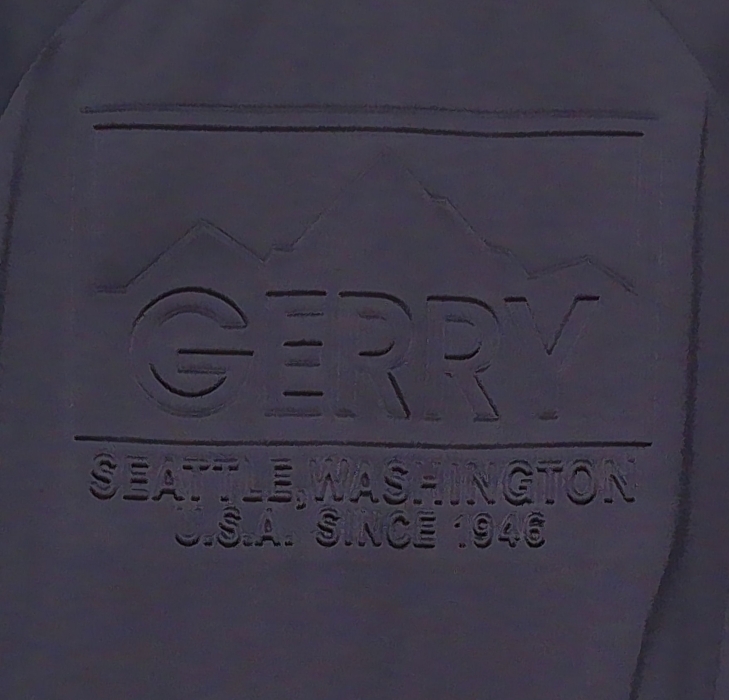 GERRY
SEATTLE, WASHINGTON
U.S.A. SINCE 1946